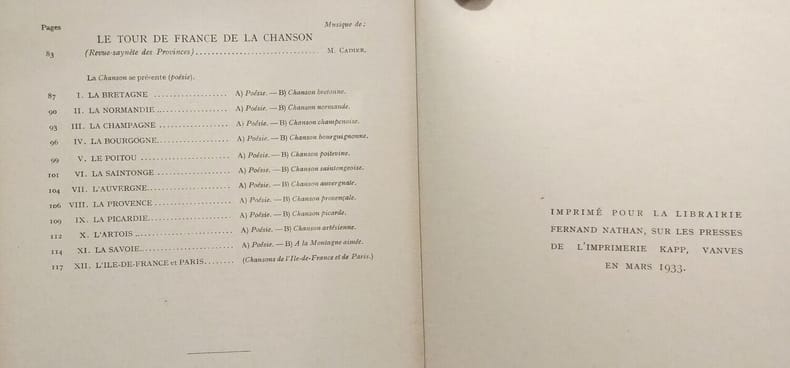 Pages
Musique de:
LE TOUR DE FRANCE DE LA CHANSON
83 (Revue-saynète des Provinces).............................. M. CADIER.
La Chanson se présente (poésie).
87 I. LA BRETAGNE .................. A) Poésie. — B) Chanson bretonne.
90 II. LA NORMANDIE.................. A) Poésie. — B) Chanson normande.
93 III. LA CHAMPAGNE .................. A) Poésie. — B) Chanson champenoise.
96 IV. LA BOURGOGNE.................. A) Poésie. — B) Chanson bourguignonne.
99 V. LE POITOU .................. A) Poésie. — B) Chanson poitevine.
101 VI. LA SAINTONGE .................. A) Poésie. — B) Chanson saintongeoise.
104 VII. L'AUVERGNE.................. A) Poésie. — B) Chanson auvergnate.
106 VIII. LA PROVENCE .................. A) Poésie. — B) Chanson provençale.
109 IX. LA PICARDIE.................. A) Poésie. — B) Chanson picarde.
112 X. L'ARTOIS .................. A) Poésie. — B) Chanson artésienne.
114 XI. LA SAVOIE.................. A) Poésie. — B) A la Montagne aimée.
117 XII. L'ILE-DE-FRANCE et PARIS........ (Chansons de l'Ile-de-France et de Paris.)
IMPRIMÉ POUR LA LIBRAIRIE
FERNAND NATHAN, SUR LES PRESSES
DE L'IMPRIMERIE KAPP, VANVES
EN MARS 1933.